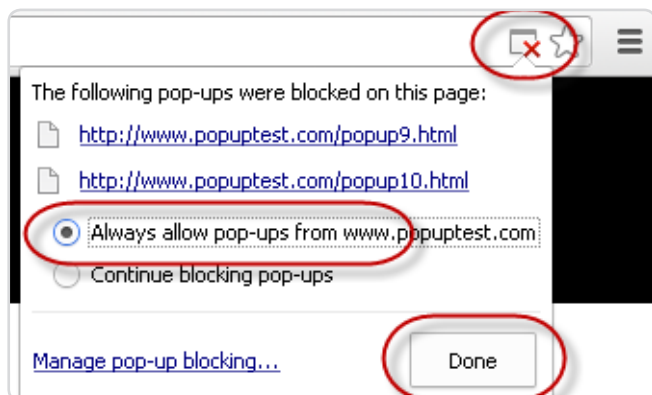 The following pop-ups were blocked on this page:
http://www.popuptest.com/popup9.html
http://www.popuptest.com/popup10.html
Always allow pop-ups from www.popuptest.com
Continue blocking pop-ups
Manage pop-up blocking...
Done